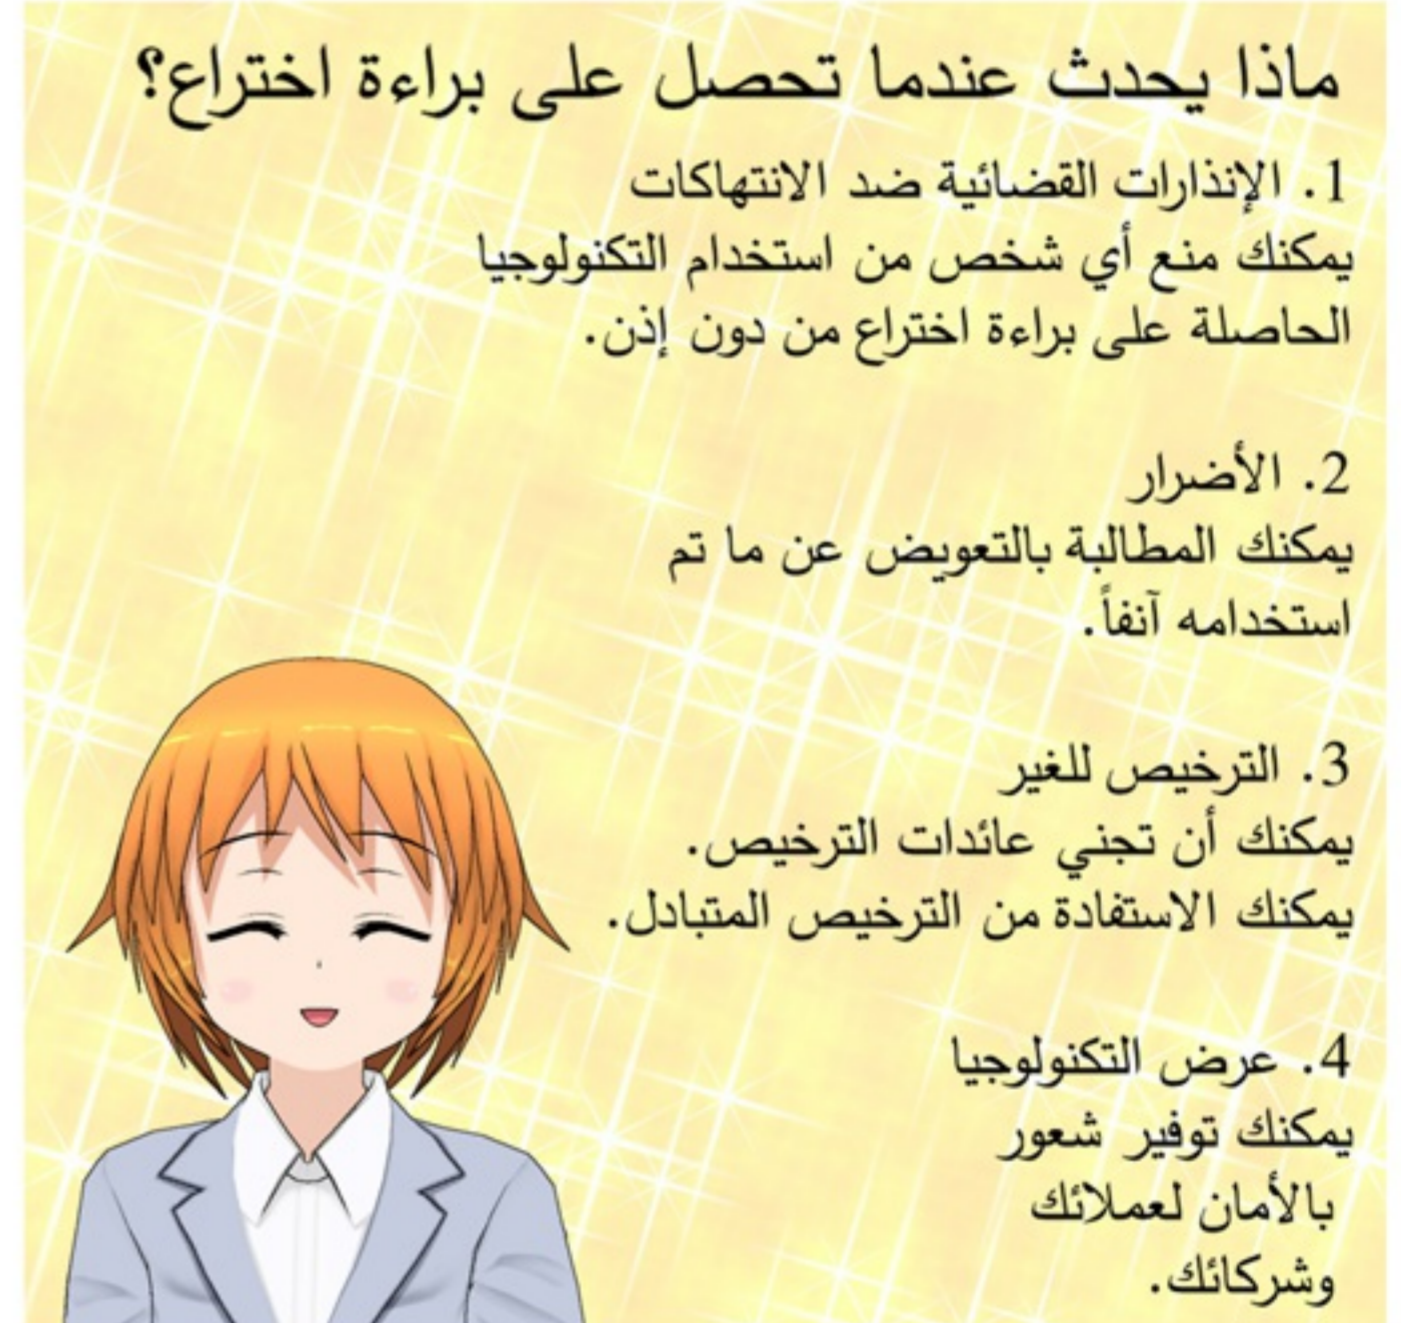 ماذا يحدث عندما تحصل على براءة اختراع؟
1. الإنذارات القضائية ضد الانتهاكات
يمكنك منع أي شخص من استخدام التكنولوجيا
الحاصلة على براءة اختراع من دون إذن.
2. الأضرار
يمكنك المطالبة بالتعويض عن ما تم
استخدامه آنفاً.
3. الترخيص للغير
يمكنك أن تجني عائدات الترخيص.
يمكنك الاستفادة من الترخيص المتبادل.
4. عرض التكنولوجيا
يمكنك توفير شعور
بالأمان لعملائك
وشركائك.